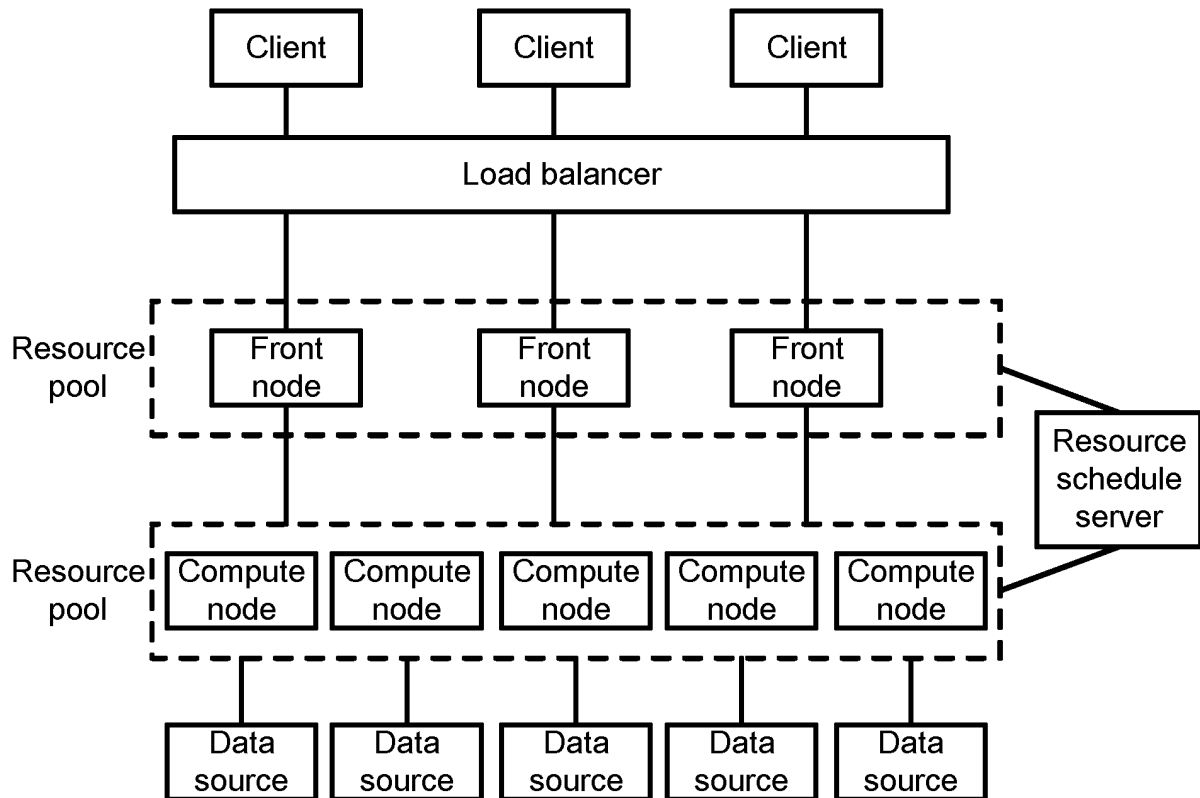 Client
Client
Client
Load balancer
Resource
pool
Front
node
Front
node
Front
node
Resource
schedule
server
Resource
pool
Compute
node
Compute
node
Compute
node
Compute
node
Compute
node
Data
source
Data
source
Data
source
Data
source
Data
source